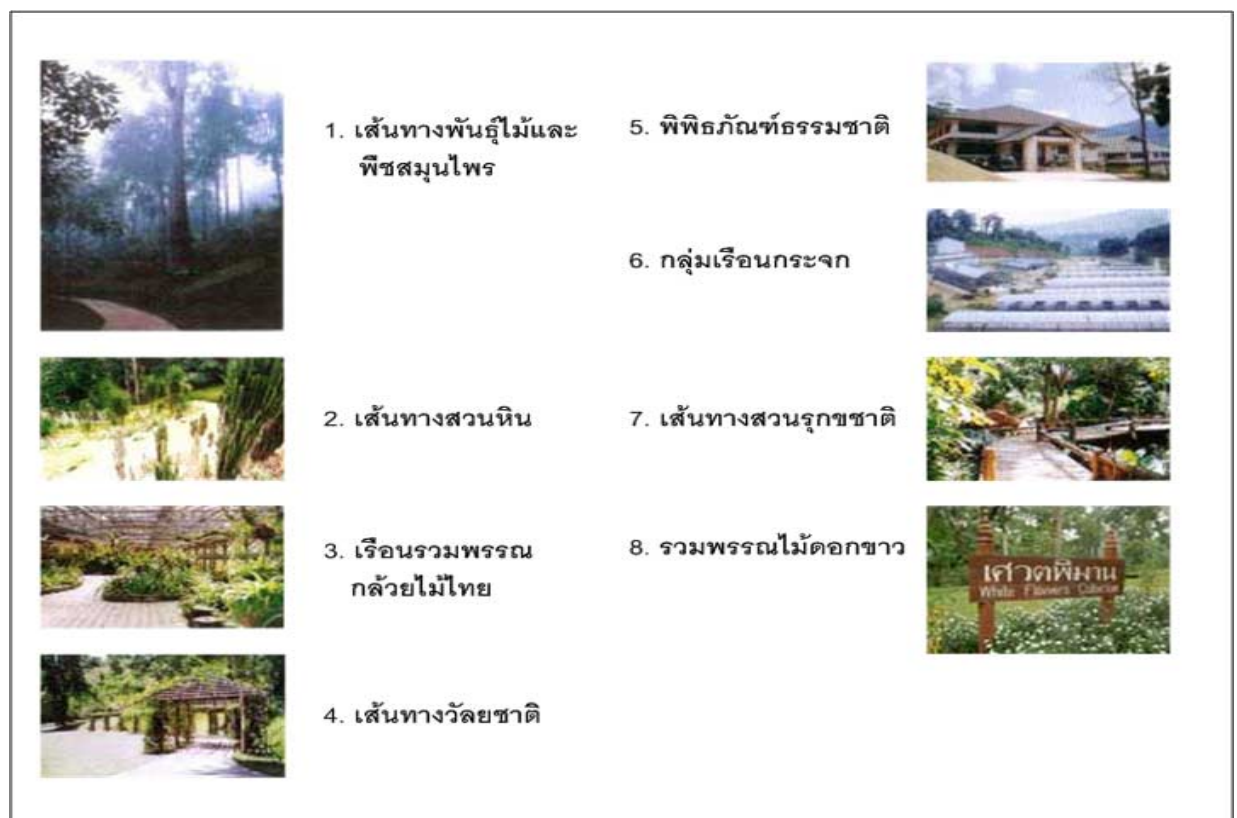 1. เส้นทางพันธุ์ไม้และ
พืชสมุนไพร
2. เส้นทางสวนหิน
3. เรือนรวมพรรณ
กล้วยไม้ไทย
4. เส้นทางวัลยชาติ
5. พิพิธภัณฑ์ธรรมชาติ
6. กลุ่มเรือนกระจก
7. เส้นทางสวนรุกขชาติ
8. รวมพรรณไม้ดอกขาว
เศวตพิมาน
White Flowers